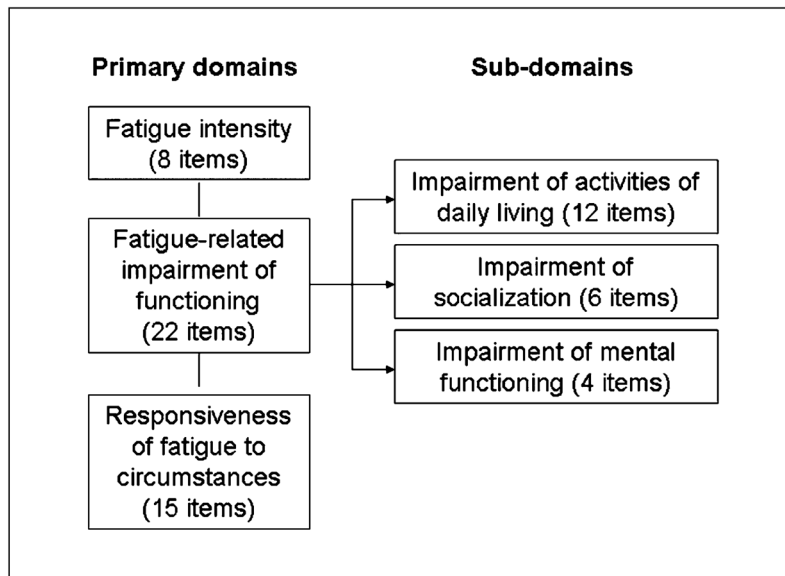 Primary domains
Fatigue intensity
(8 items)
Fatigue-related
impairment of
functioning
(22 items)
Responsiveness
of fatigue to
circumstances
(15 items)
Sub-domains
Impairment of activities of
daily living (12 items)
Impairment of
socialization (6 items)
Impairment of mental
functioning (4 items)